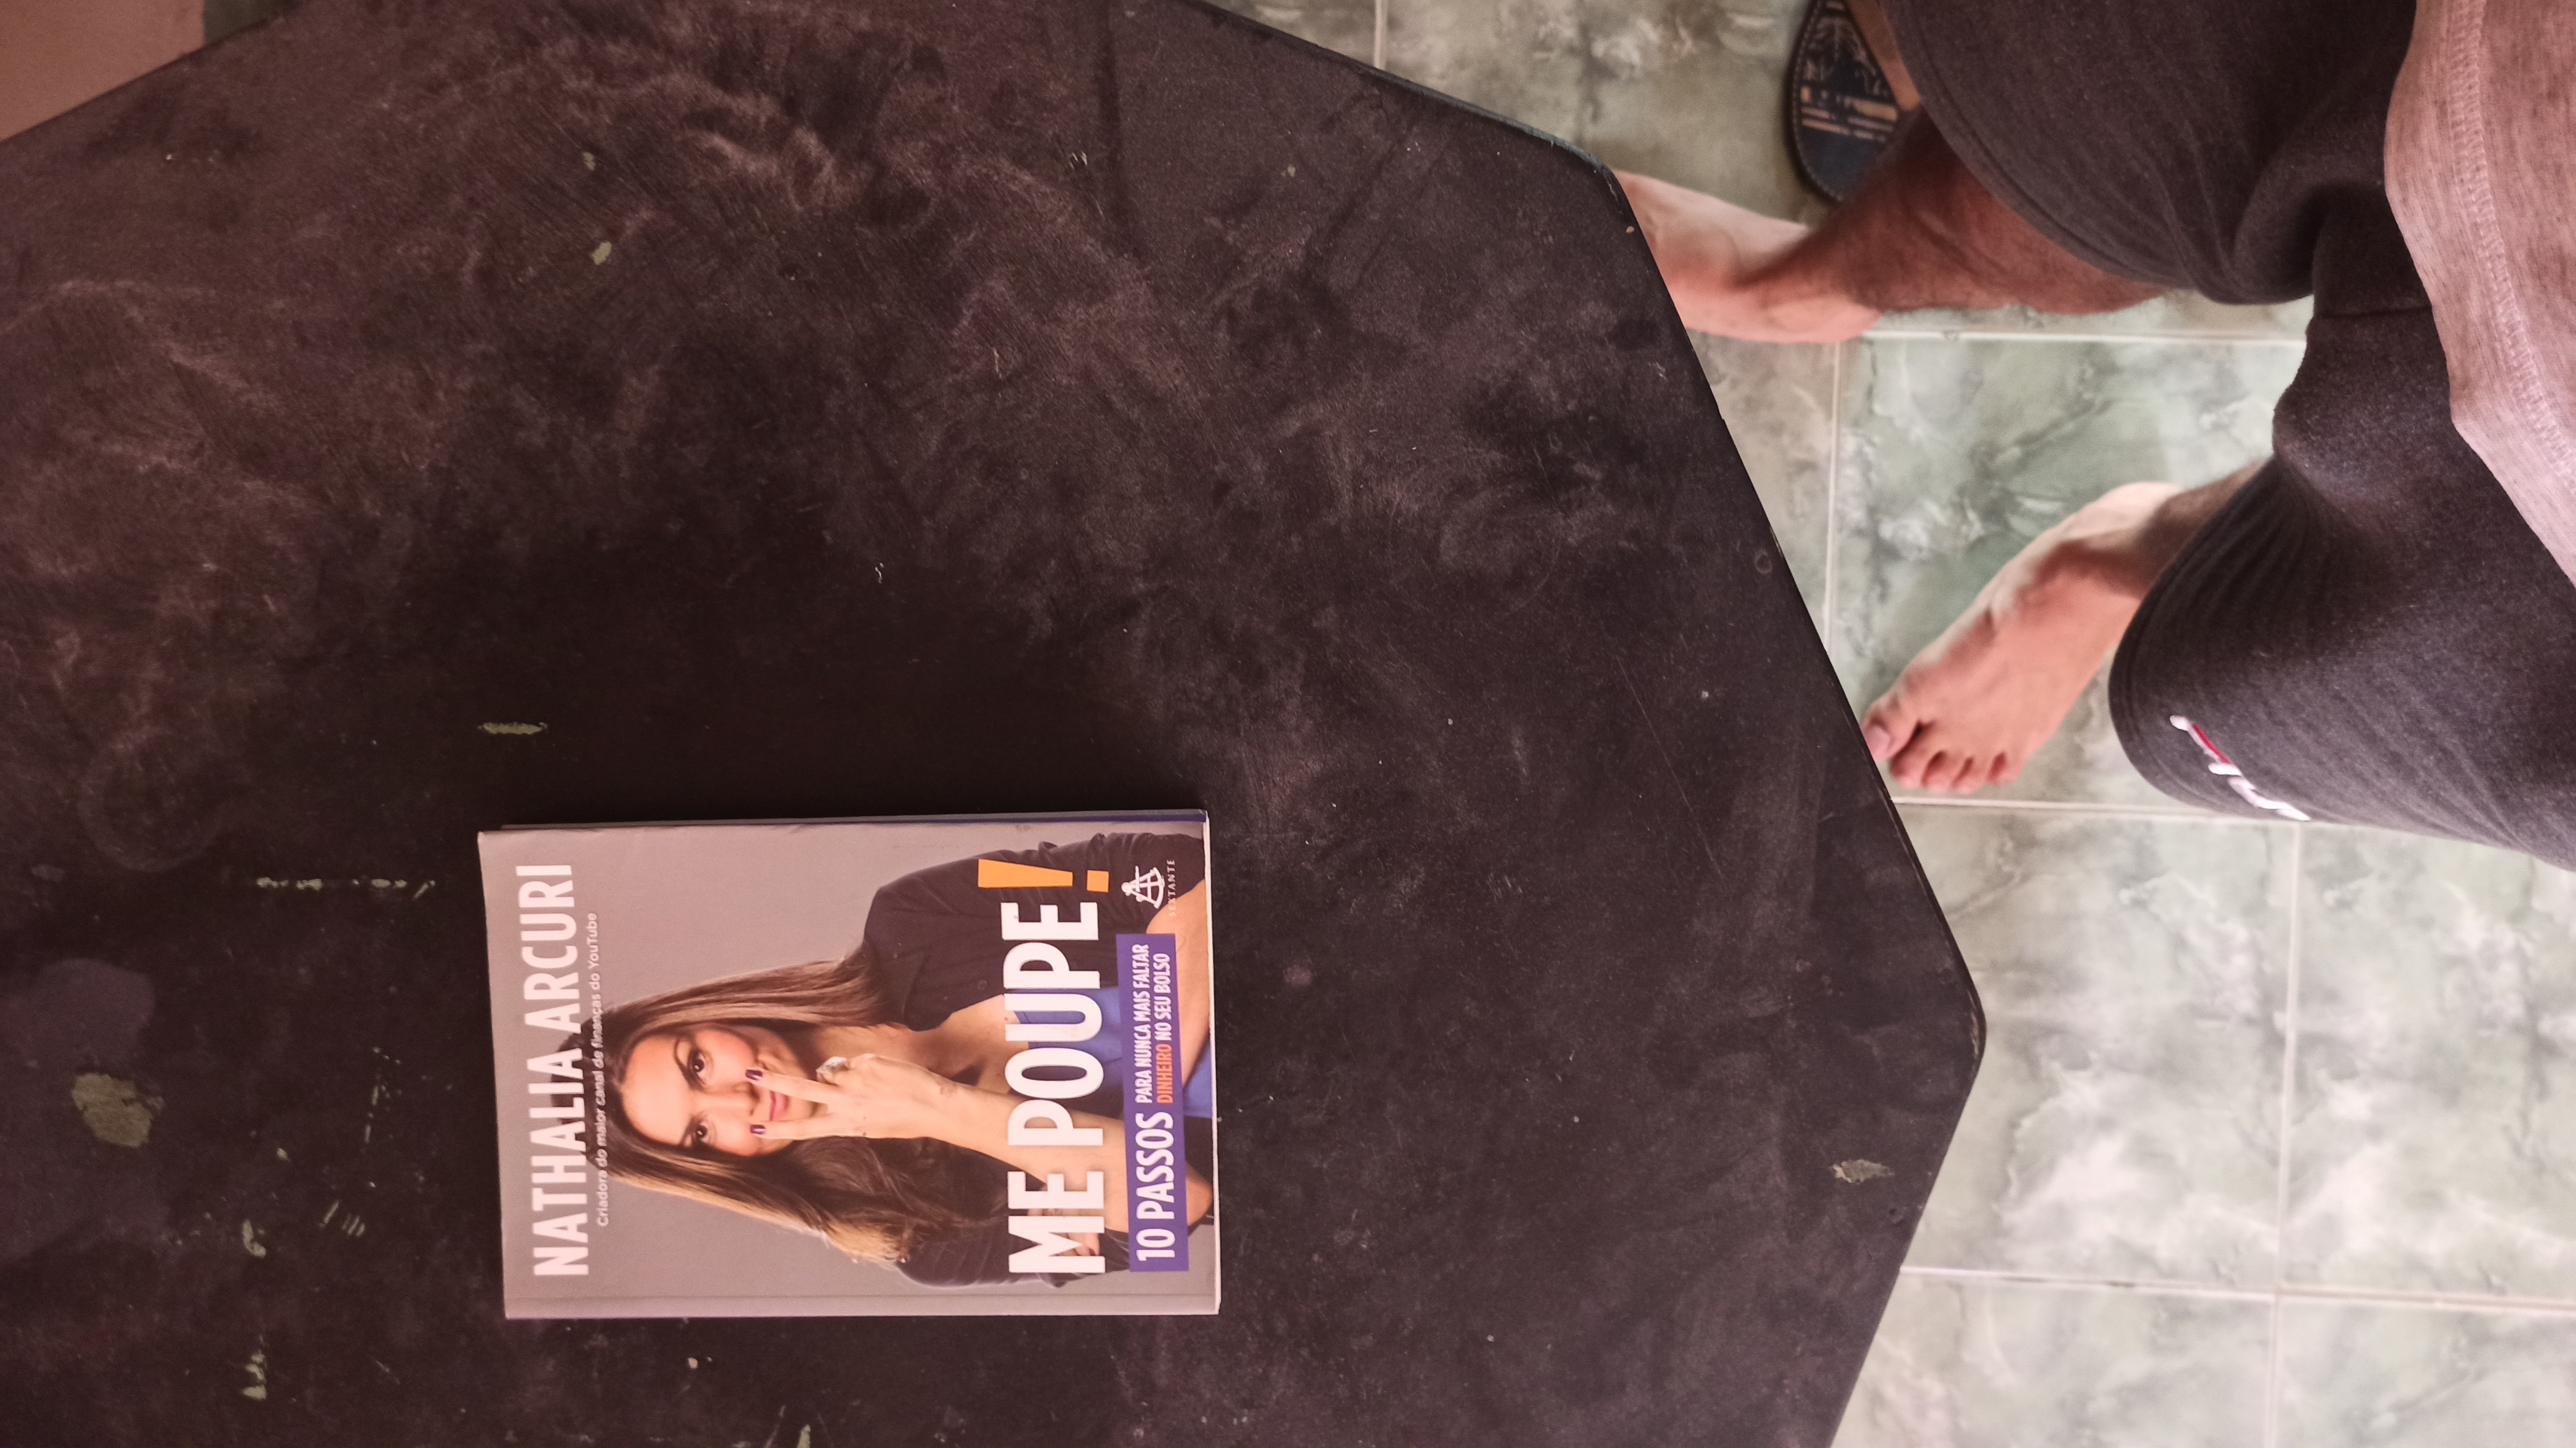 NATHALIA ARCURI
Criadora do maior canal de finanças do YouTube
ME POUPE!
10 PASSOS PARA NUNCA MAIS FALTAR
DINHEIRO NO SEU BOLSO
SEXTANTE